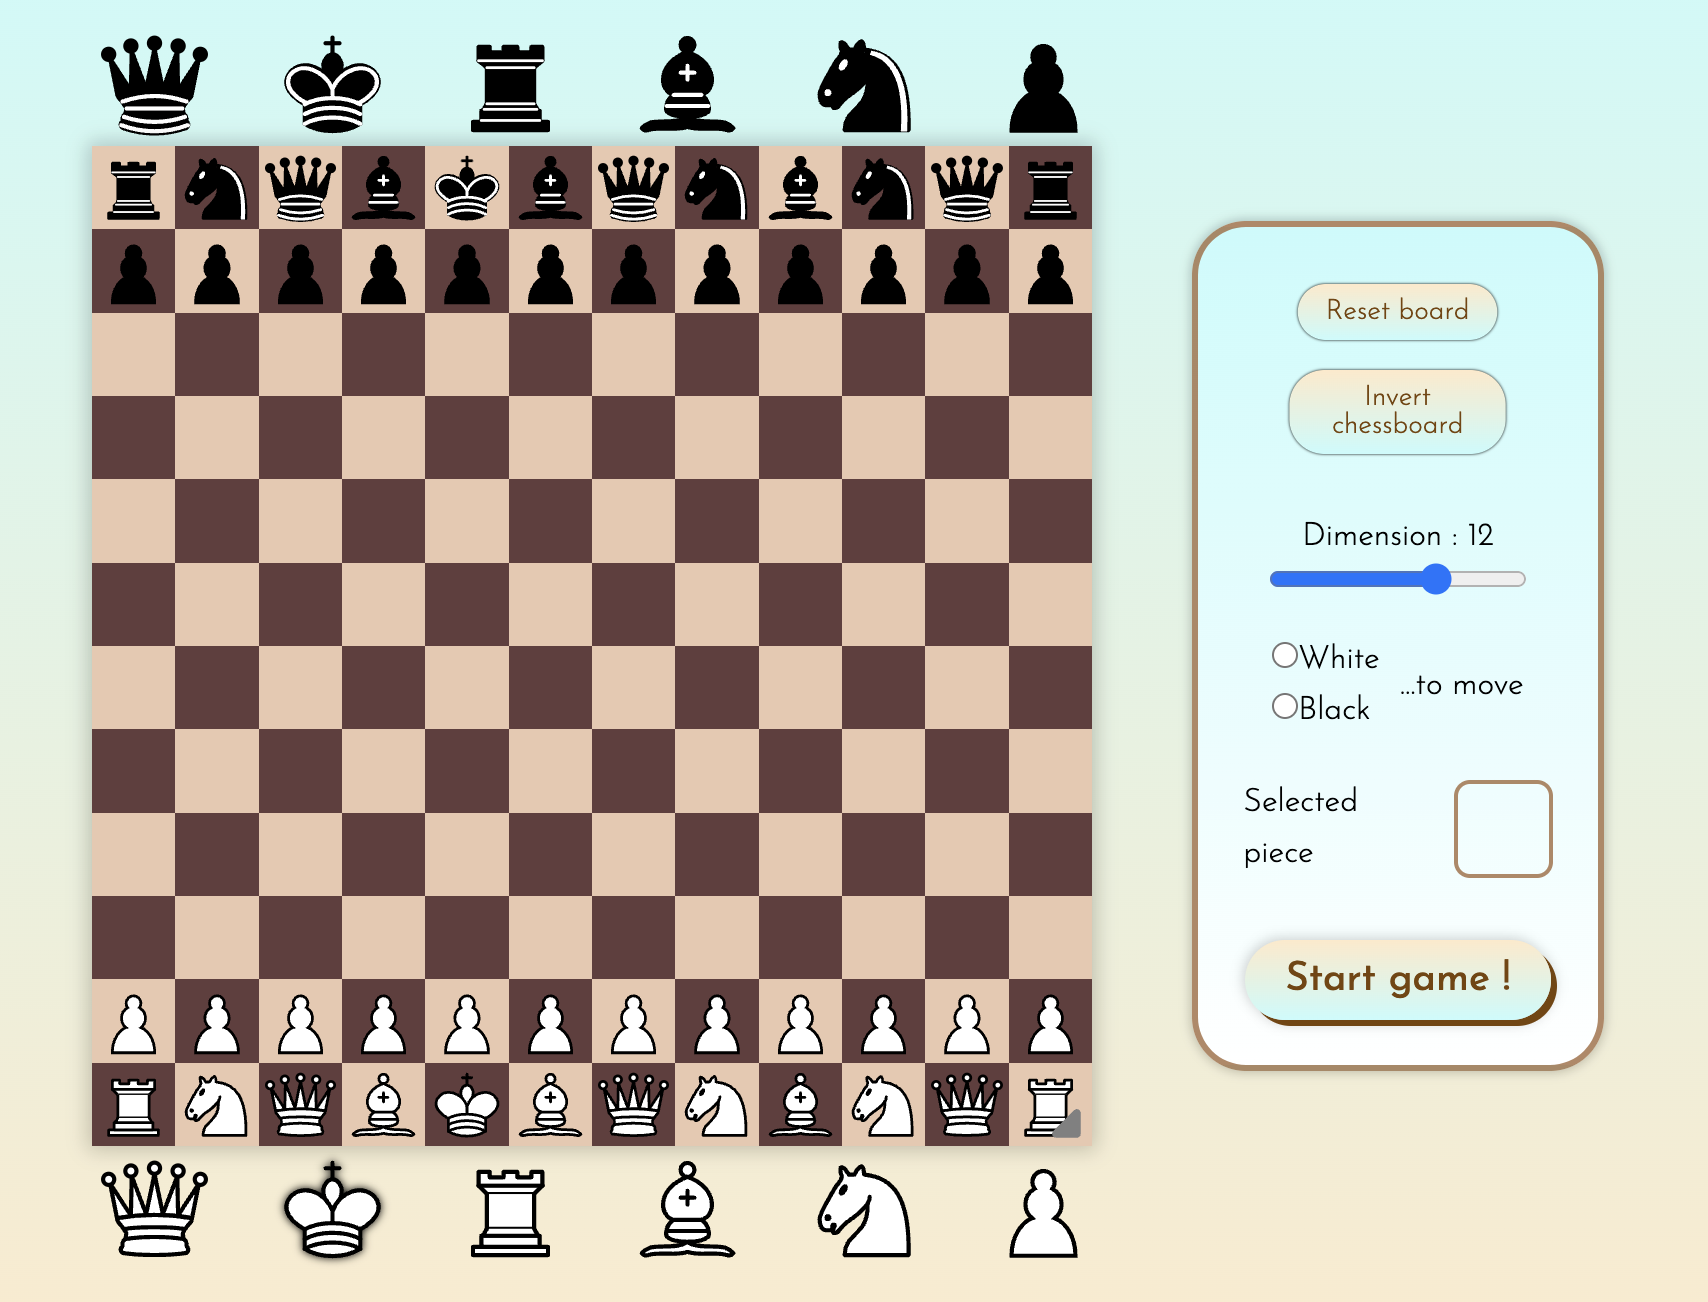 Reset board
Invert
chessboard
Dimension : 12
White
...to move
Black
Selected
piece
Start game !